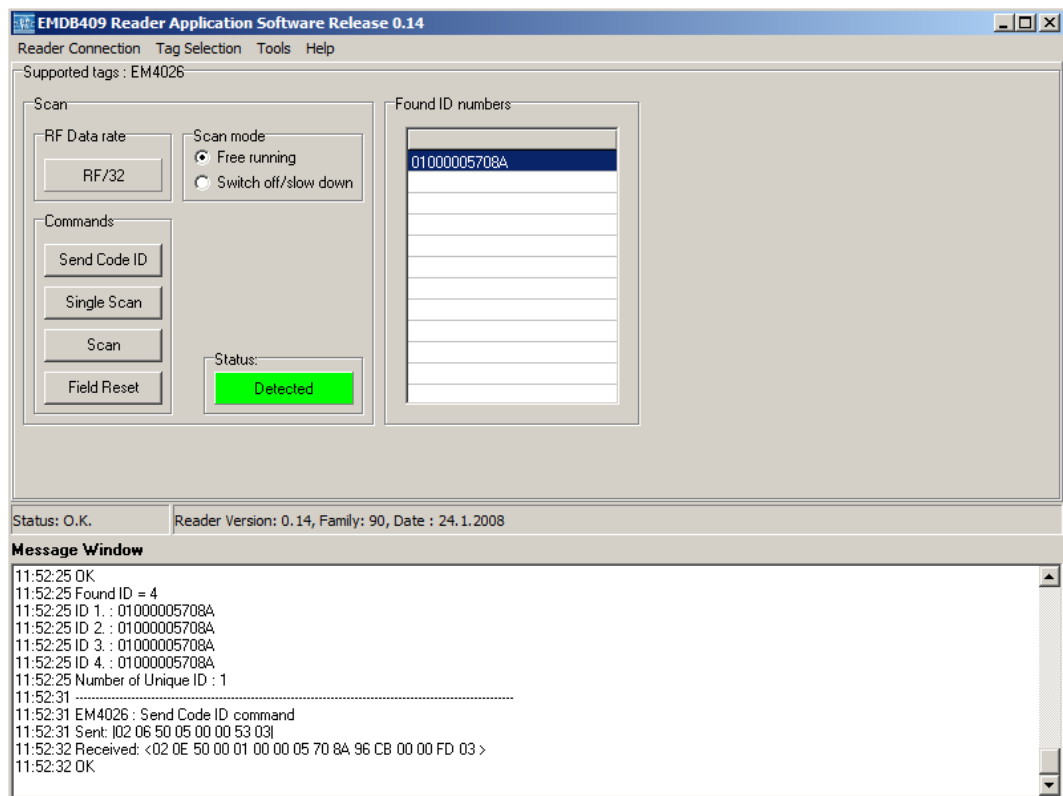 EMDB409 Reader Application Software Release 0.14
Reader Connection Tag Selection Tools Help
Supported tags : EM4026
Scan
RF Data rate
RF/32
Scan mode
Free running
Switch off/slow down
Commands
Send Code ID
Single Scan
Scan
Field Reset
Status:
Detected
Found ID numbers
01000005708A
Status: O.K.
Reader Version: 0.14, Family: 90, Date : 24.1.2008
Message Window
11:52:25 OK
11:52:25 Found ID = 4
11:52:25 ID 1. : 01000005708A
11:52:25 ID 2. : 01000005708A
11:52:25 ID 3. : 01000005708A
11:52:25 ID 4. : 01000005708A
11:52:25 Number of Unique ID : 1
11:52:31 ----------------------------------------------------------------------------------------------------
11:52:31 EM4026 : Send Code ID command
11:52:31 Sent: |02 06 50 05 00 00 53 03|
11:52:32 Received: <02 0E 50 00 01 00 00 05 70 8A 96 CB 00 00 FD 03 >
11:52:32 OK